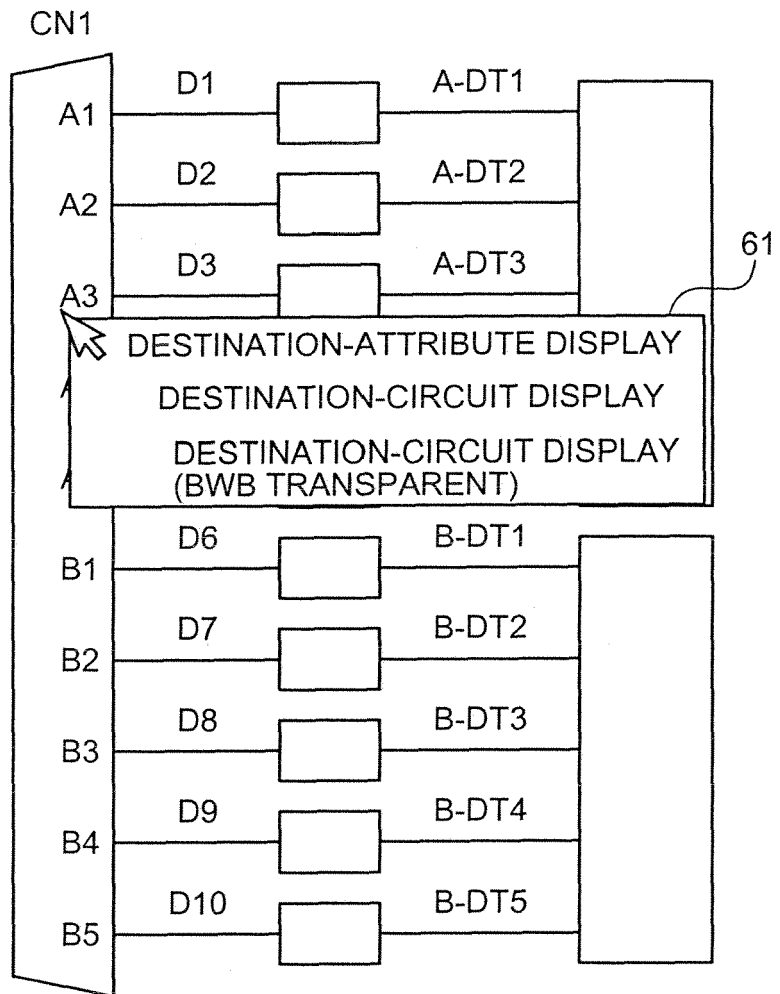 CN1
A1 D1 A-DT1
A2 D2 A-DT2
A3 D3 A-DT3
61
DESTINATION-ATTRIBUTE DISPLAY
DESTINATION-CIRCUIT DISPLAY
DESTINATION-CIRCUIT DISPLAY
(BWB TRANSPARENT)
B1 D6 B-DT1
B2 D7 B-DT2
B3 D8 B-DT3
B4 D9 B-DT4
B5 D10 B-DT5